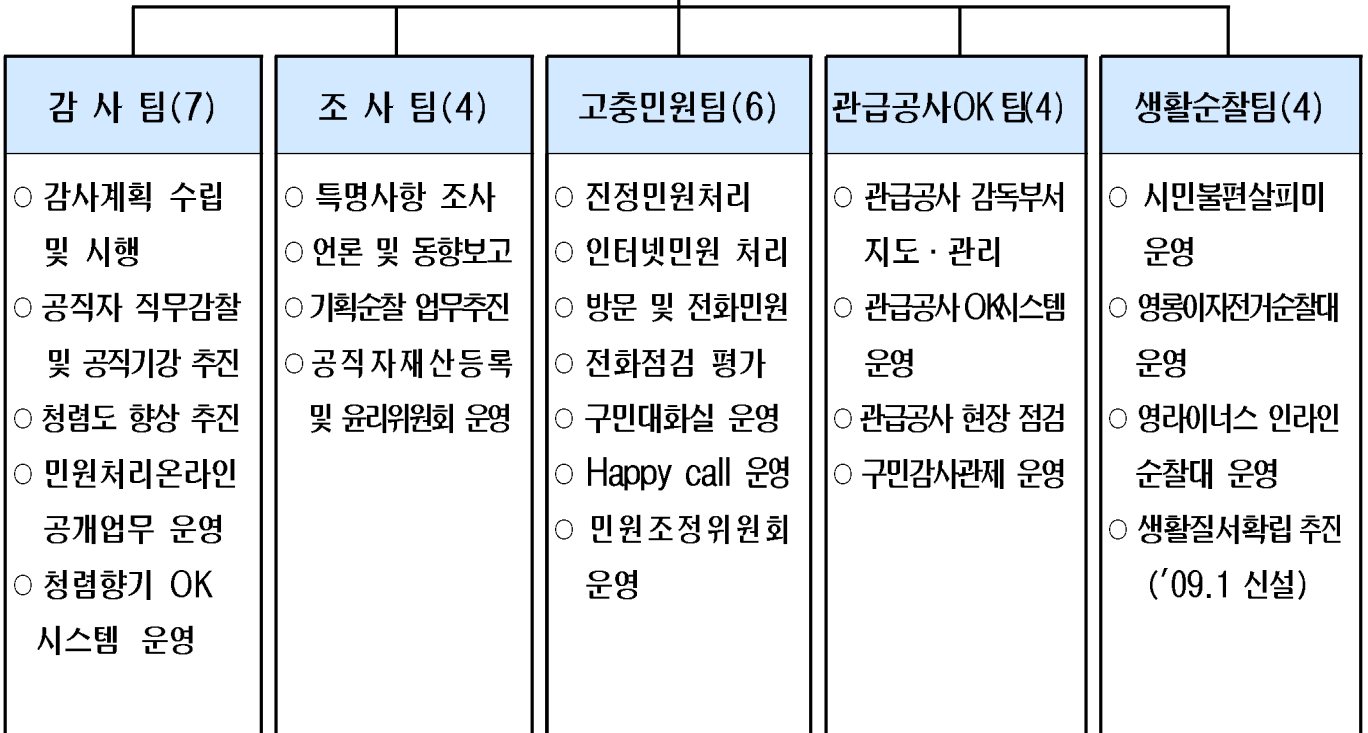 감 사 팀(7)
○ 감사계획 수립
및 시행
○ 공직자 직무감찰
및 공직기강 추진
○ 청렴도 향상 추진
○ 민원처리온라인
공개업무 운영
○ 청렴향기 OK
시스템 운영
조 사 팀(4)
○ 특명사항 조사
○ 언론 및 동향보고
○ 기획순찰 업무추진
○ 공직자재산등록
및 윤리위원회 운영
고충민원팀(6)
○ 진정민원처리
○ 인터넷민원 처리
○ 방문 및 전화민원
○ 전화점검 평가
○ 구민대화실 운영
○ Happy call 운영
○ 민원조정위원회
운영
관급공사OK팀(4)
○ 관급공사 감독부서
지도·관리
○ 관급공사 OK시스템
운영
○ 관급공사 현장 점검
○ 구민감사관제 운영
생활순찰팀(4)
○ 시민불편살피미
운영
○ 영롱이자전거순찰대
운영
○ 영라이너스 인라인
순찰대 운영
○ 생활질서확립 추진
('09.1 신설)